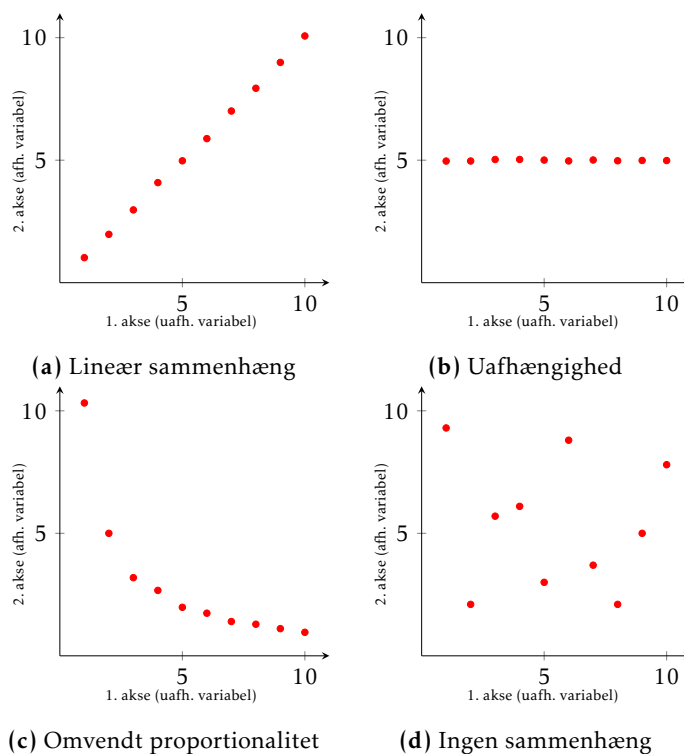 10
5
2. akse (afh. variabel)
5 10
1. akse (uafh. variabel)
(a) Lineær sammenhæng
10
5
2. akse (afh. variabel)
5 10
1. akse (uafh. variabel)
(b) Uafhængighed
10
5
2. akse (afh. variabel)
5 10
1. akse (uafh. variabel)
(c) Omvendt proportionalitet
10
5
2. akse (afh. variabel)
5 10
1. akse (uafh. variabel)
(d) Ingen sammenhæng